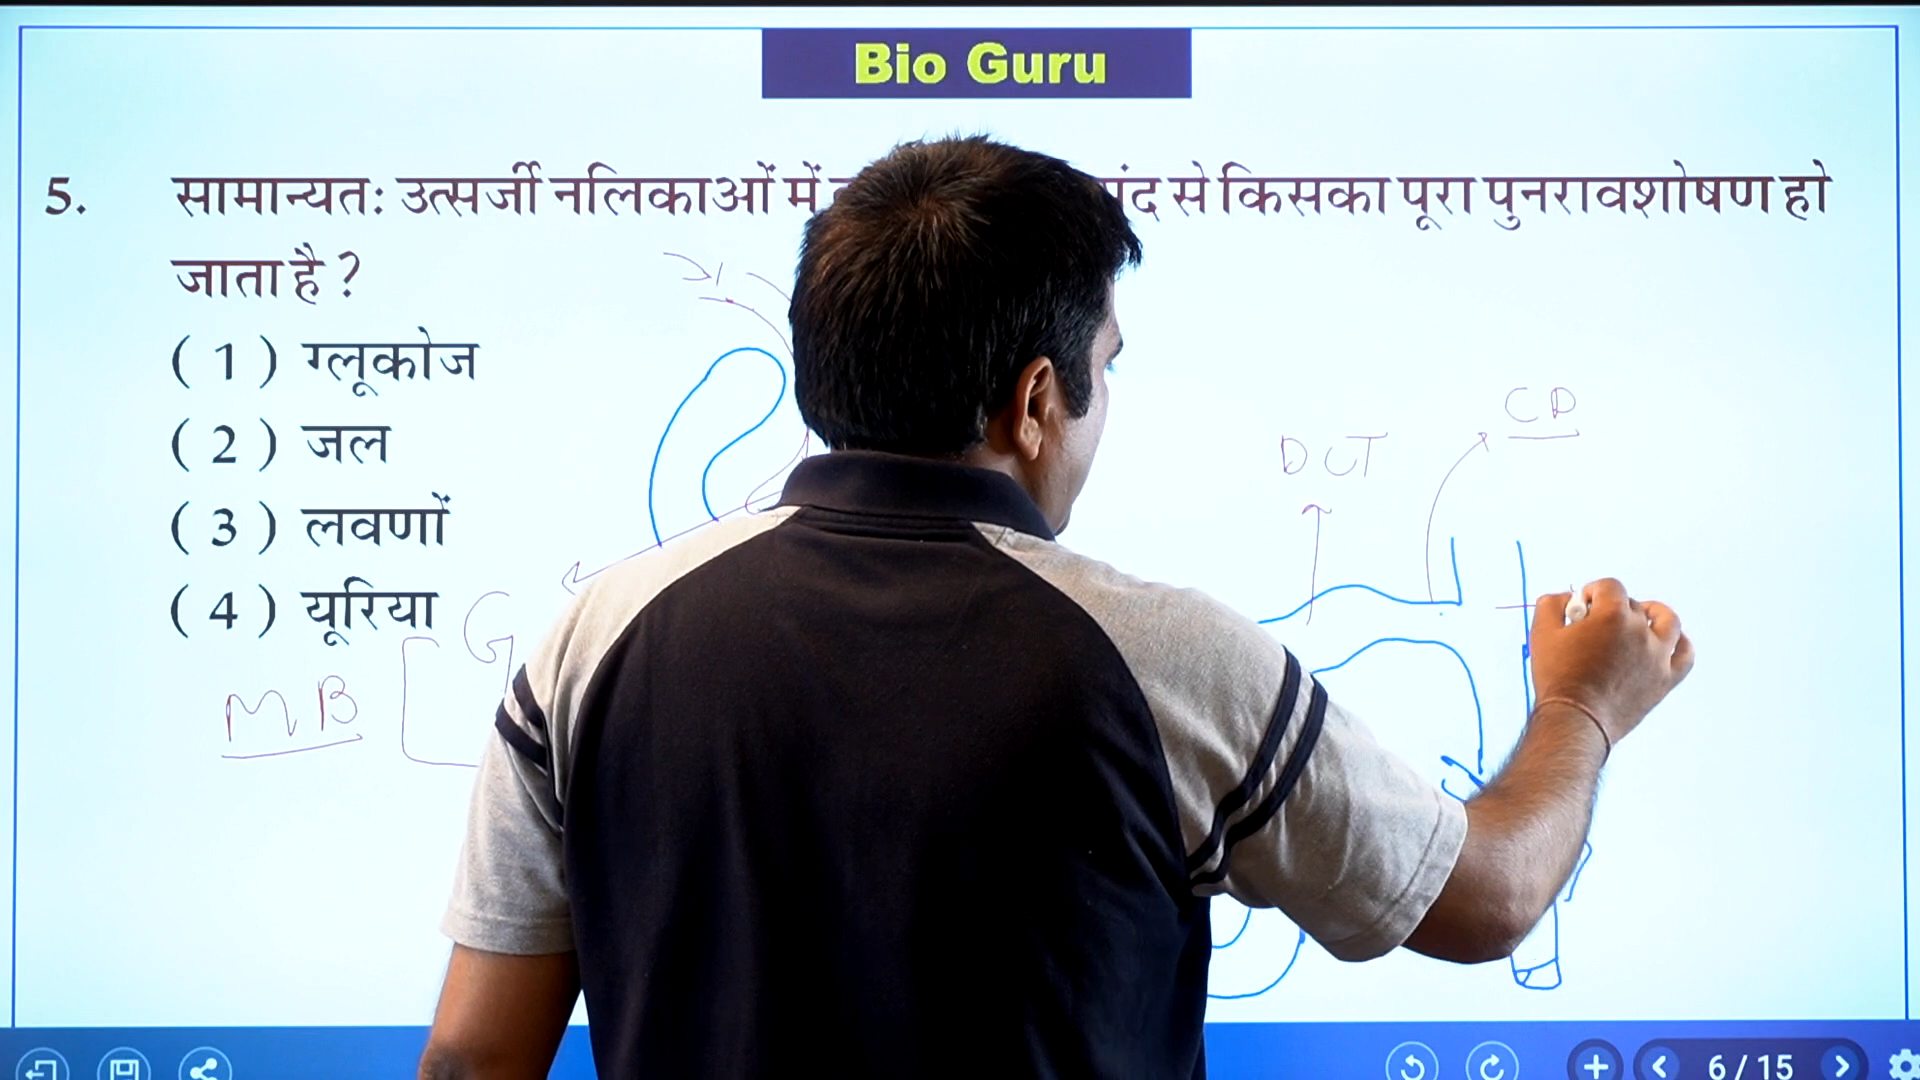 Bio Guru
5. सामान्यतः उत्सर्जी नलिकाओं में से किसका पूरा पुनरावशोषण हो
जाता है ?
( 1 ) ग्लूकोज
( 2 ) जल
( 3 ) लवणों
( 4 ) यूरिया
CD
DCT
G
MB
6 / 15